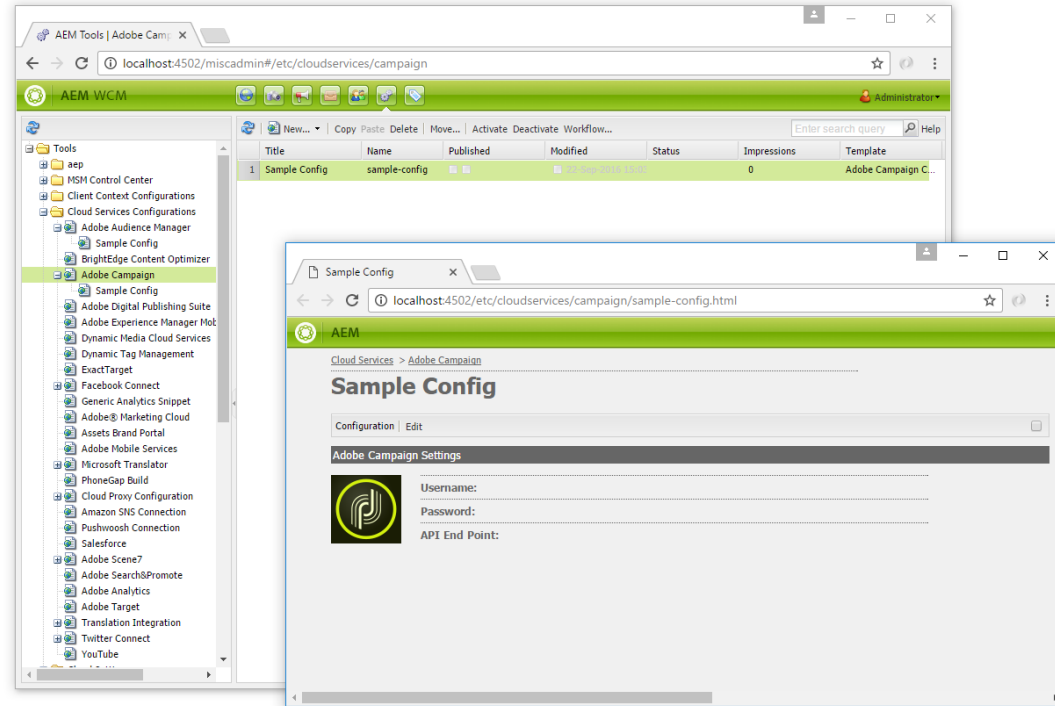 AEM Tools | Adobe Camp
localhost:4502/miscadmin#/etc/cloudservices/campaign
AEM WCM
Administrator
New... Copy Paste Delete Move... Activate Deactivate Workflow... Enter search query Help
Title Name Published Modified Status Impressions Template
1 Sample Config sample-config 22-Sep-2016 15:0 0 Adobe Campaign C...
Tools
aep
MSM Control Center
Client Context Configurations
Cloud Services Configurations
Adobe Audience Manager
Sample Config
BrightEdge Content Optimizer
Adobe Campaign
Sample Config
Adobe Digital Publishing Suite
Adobe Experience Manager Mob
Dynamic Media Cloud Services
Dynamic Tag Management
ExactTarget
Facebook Connect
Generic Analytics Snippet
Adobe® Marketing Cloud
Assets Brand Portal
Adobe Mobile Services
Microsoft Translator
PhoneGap Build
Cloud Proxy Configuration
Amazon SNS Connection
Pushwoosh Connection
Salesforce
Adobe Scene7
Adobe Search&Promote
Adobe Analytics
Adobe Target
Translation Integration
Twitter Connect
YouTube
Sample Config
localhost:4502/etc/cloudservices/campaign/sample-config.html
AEM
Cloud Services > Adobe Campaign
Sample Config
Configuration | Edit
Adobe Campaign Settings
Username:
Password:
API End Point: